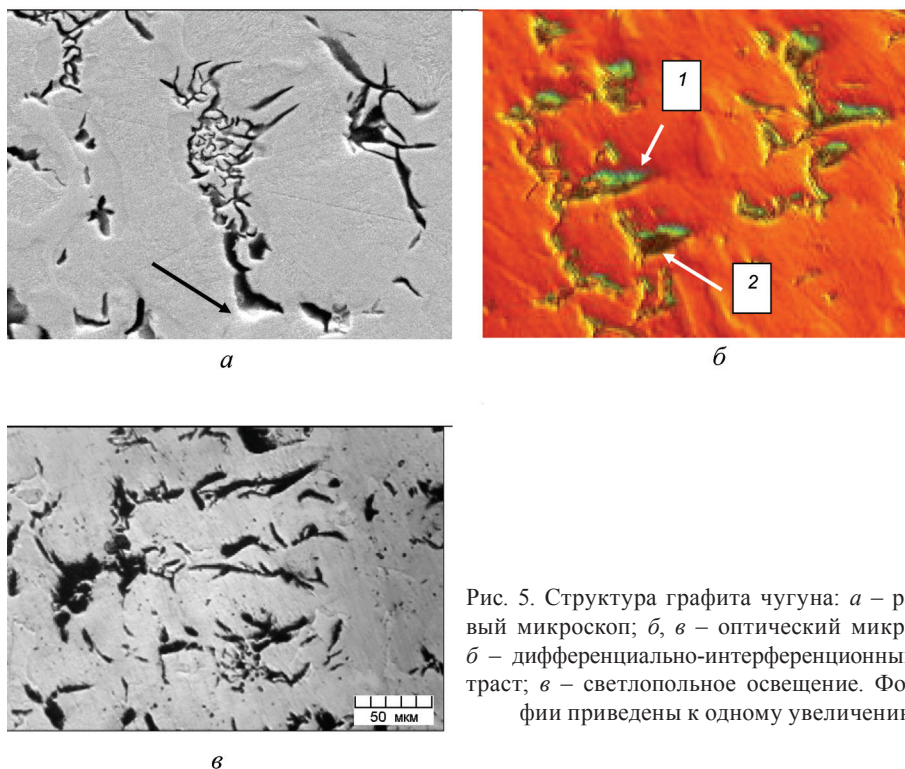 1
2
а
б
50 мкм
в
Рис. 5. Структура графита чугуна: а – р
вый микроскоп; б, в – оптический микр
б – дифференциально-интерференционны
траст; в – светлопольное освещение. Фо
фии приведены к одному увеличени